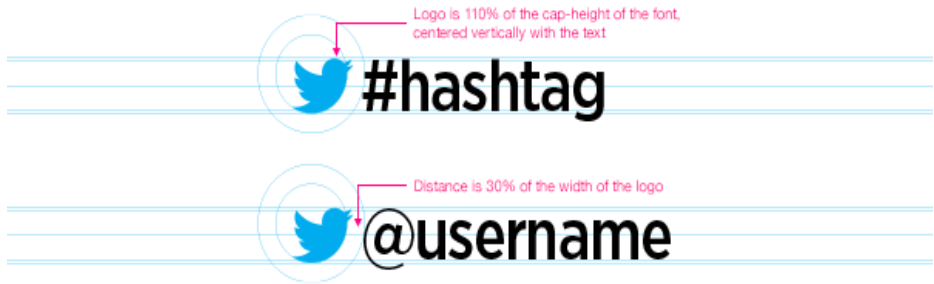 Logo is 110% of the cap-height of the font,
centered vertically with the text
#hashtag
Distance is 30% of the width of the logo
@username